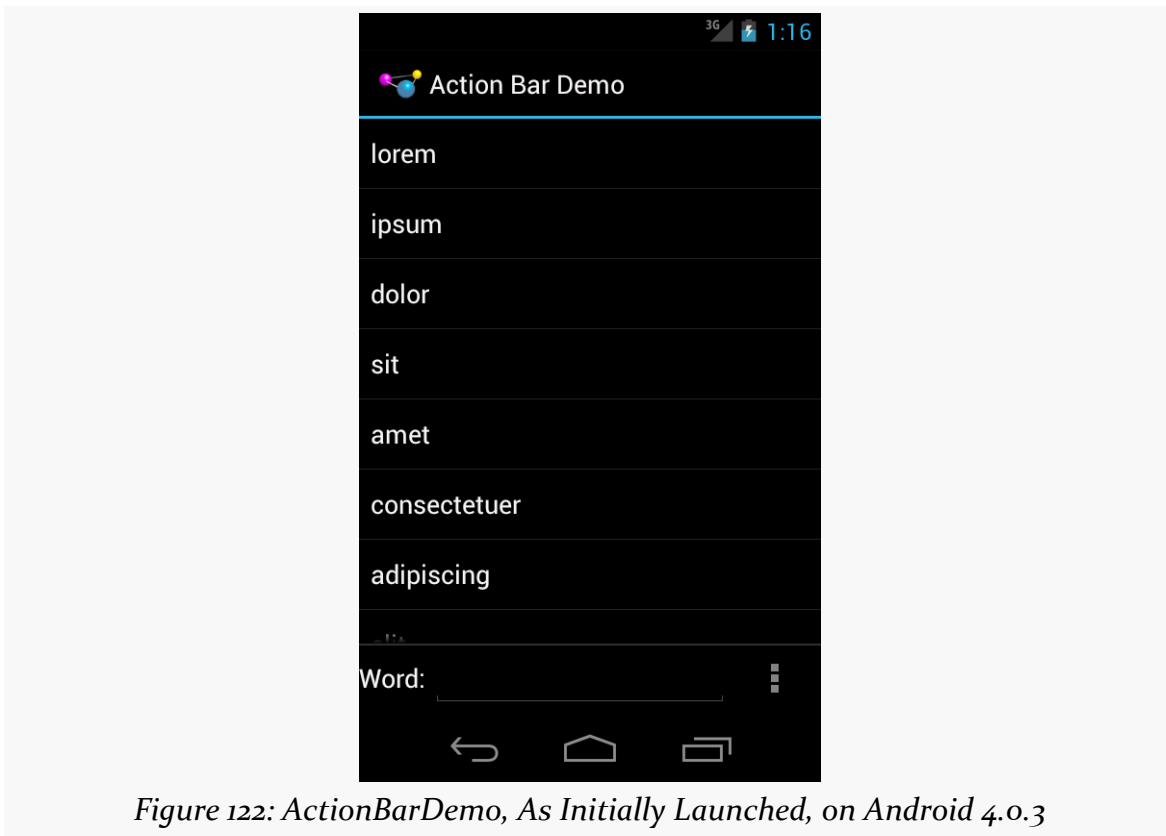 3G 1:16
Action Bar Demo
lorem
ipsum
dolor
sit
amet
consectetuer
adipiscing
Word:
Figure 122: ActionBarDemo, As Initially Launched, on Android 4.0.3